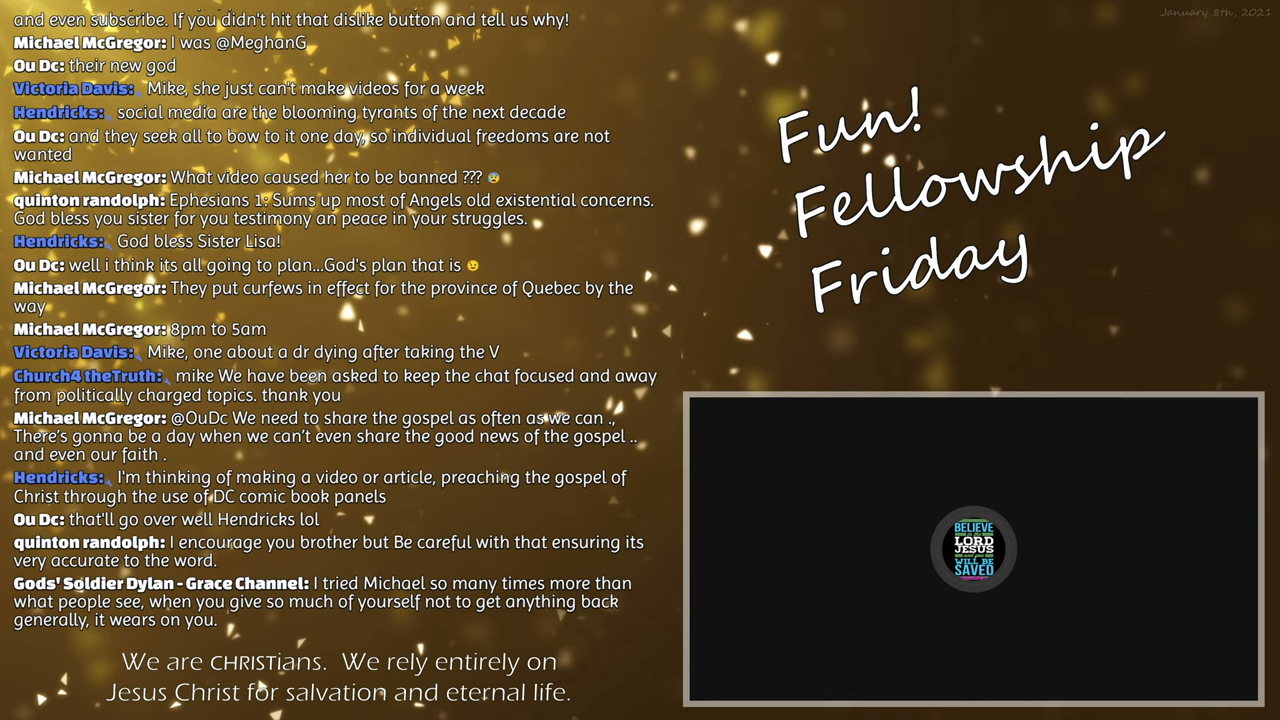 and even subscribe. If you didn't hit that dislike button and tell us why!
Michael McGregor: I was @MeghanG
Ou Dc: their new god
Victoria Davis: Mike, she just can't make videos for a week
Hendricks: social media are the blooming tyrants of the next decade
Ou Dc: and they seek all to bow to it one day, so individual freedoms are not
wanted
Michael McGregor: What video caused her to be banned ??? 😰
quinton randolph: Ephesians 1: Sums up most of Angels old existential concerns.
God bless you sister for you testimony an peace in your struggles.
Hendricks: God bless Sister Lisa!
Ou Dc: well i think its all going to plan...God's plan that is 😉
Michael McGregor: They put curfews in effect for the province of Quebec by the
way
Michael McGregor: 8pm to 5am
Victoria Davis: Mike, one about a dr dying after taking the V
Church4 theTruth: mike We have been asked to keep the chat focused and away
from politically charged topics. thank you
Michael McGregor: @OuDc We need to share the gospel as often as we can .,
There's gonna be a day when we can't even share the good news of the gospel ..
and even our faith .
Hendricks: I'm thinking of making a video or article, preaching the gospel of
Christ through the use of DC comic book panels
Ou Dc: that'll go over well Hendricks lol
quinton randolph: I encourage you brother but Be careful with that ensuring its
very accurate to the word.
Gods' Soldier Dylan - Grace Channel: I tried Michael so many times more than
what people see, when you give so much of yourself not to get anything back
generally, it wears on you.
We are CHRISTians. We rely entirely on
Jesus Christ for salvation and eternal life.
January 8th, 2021
Fun!
Fellowship
Friday
BELIEVE
LORD
JESUS
WILL BE
SAVED